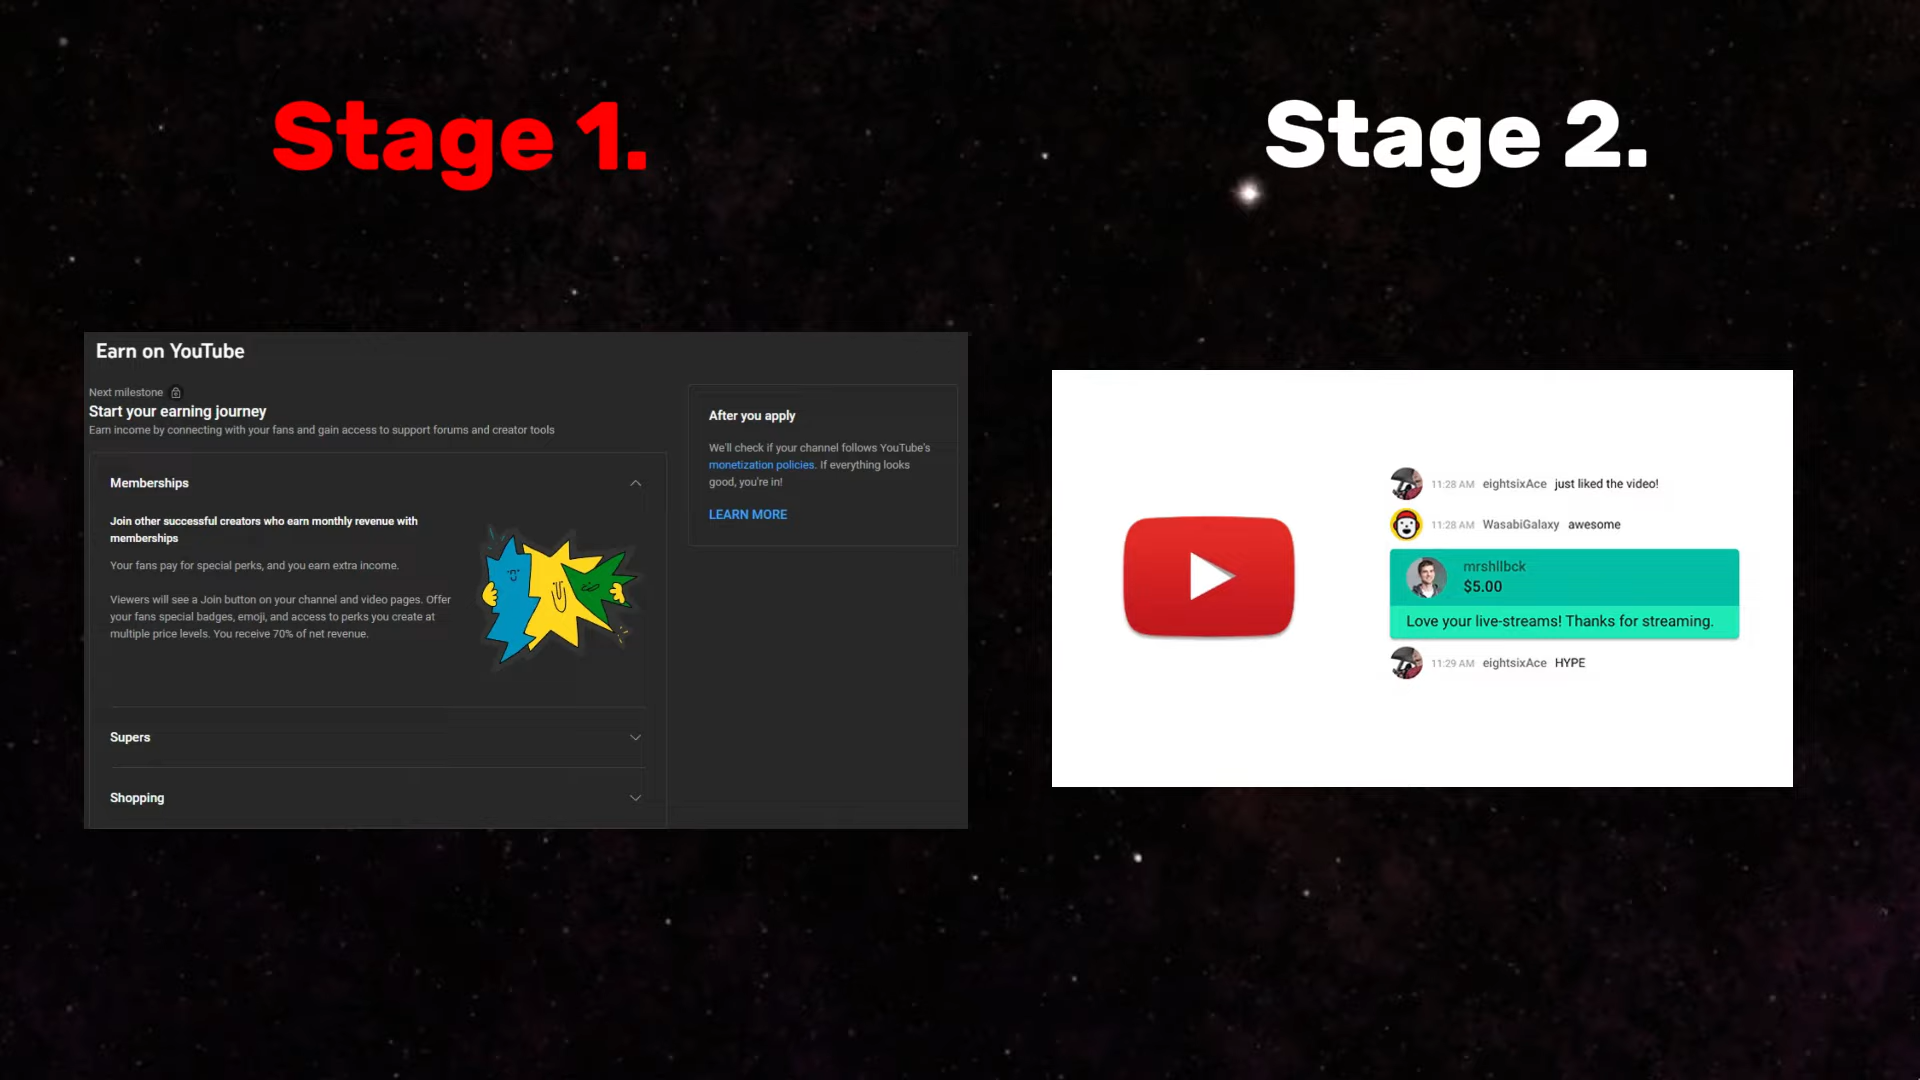 Stage 1.
Stage 2.
Earn on YouTube
Next milestone
Start your earning journey
Earn income by connecting with your fans and gain access to support forums and creator tools
Memberships
Join other successful creators who earn monthly revenue with
memberships
Your fans pay for special perks, and you earn extra income.
Viewers will see a Join button on your channel and video pages. Offer
your fans special badges, emoji, and access to perks you create at
multiple price levels. You receive 70% of net revenue.
Supers
Shopping
After you apply
We'll check if your channel follows YouTube's
monetization policies. If everything looks
good, you're in!
LEARN MORE
11:28 AM eightsixAce just liked the video!
11:28 AM WasabiGalaxy awesome
mrshllbck
$5.00
Love your live-streams! Thanks for streaming.
11:29 AM eightsixAce HYPE